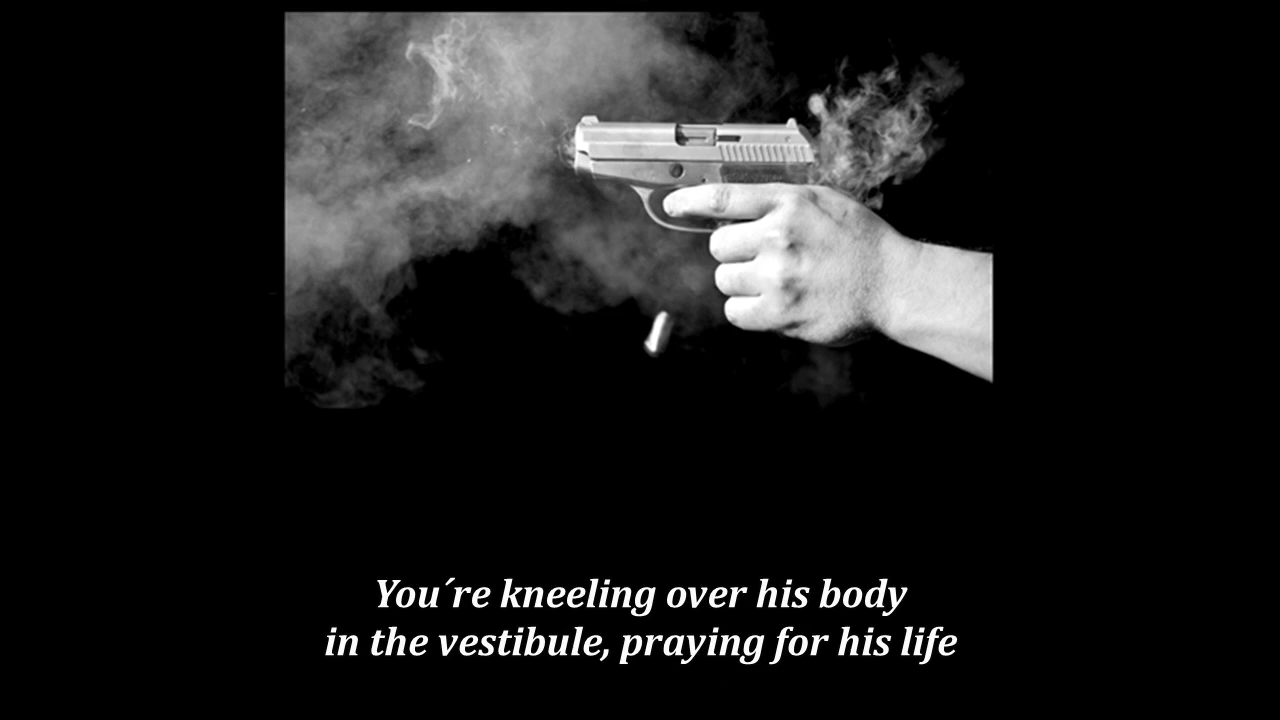 You´re kneeling over his body
in the vestibule, praying for his life